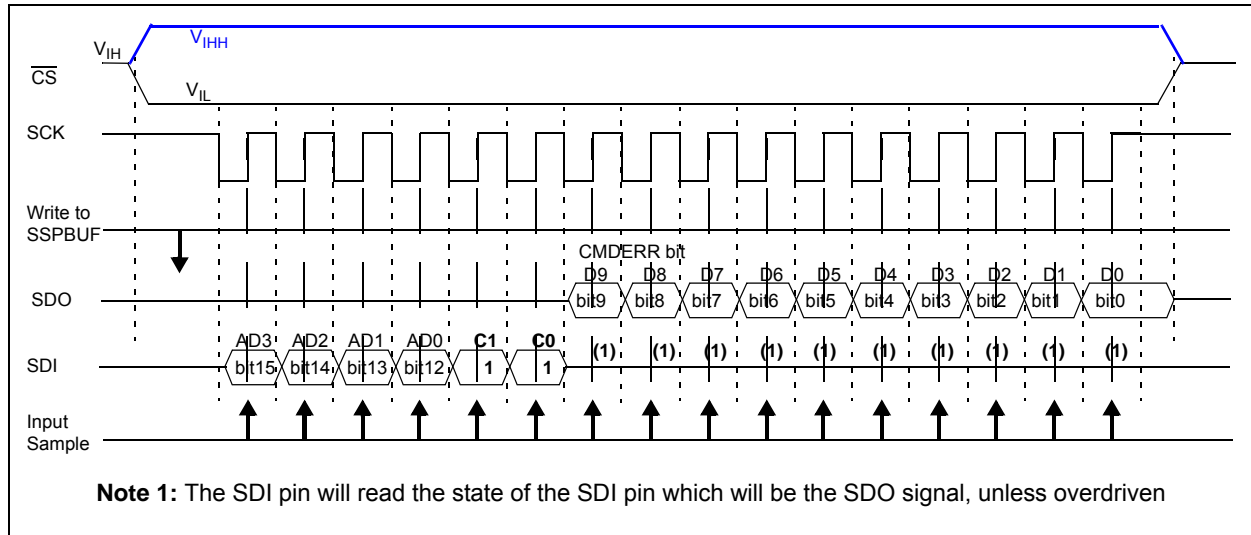 VIH
VIHH
CS
VIL
SCK
Write to
SSPBUF
CMDERR bit
D9 D8 D7 D6 D5 D4 D3 D2 D1 D0
SDO bit9 bit8 bit7 bit6 bit5 bit4 bit3 bit2 bit1 bit0
AD3 AD2 AD1 AD0 C1 C0 (1) (1) (1) (1) (1) (1) (1) (1) (1) (1)
SDI bit15 bit14 bit13 bit12 1 1
Input
Sample
Note 1: The SDI pin will read the state of the SDI pin which will be the SDO signal, unless overdriven